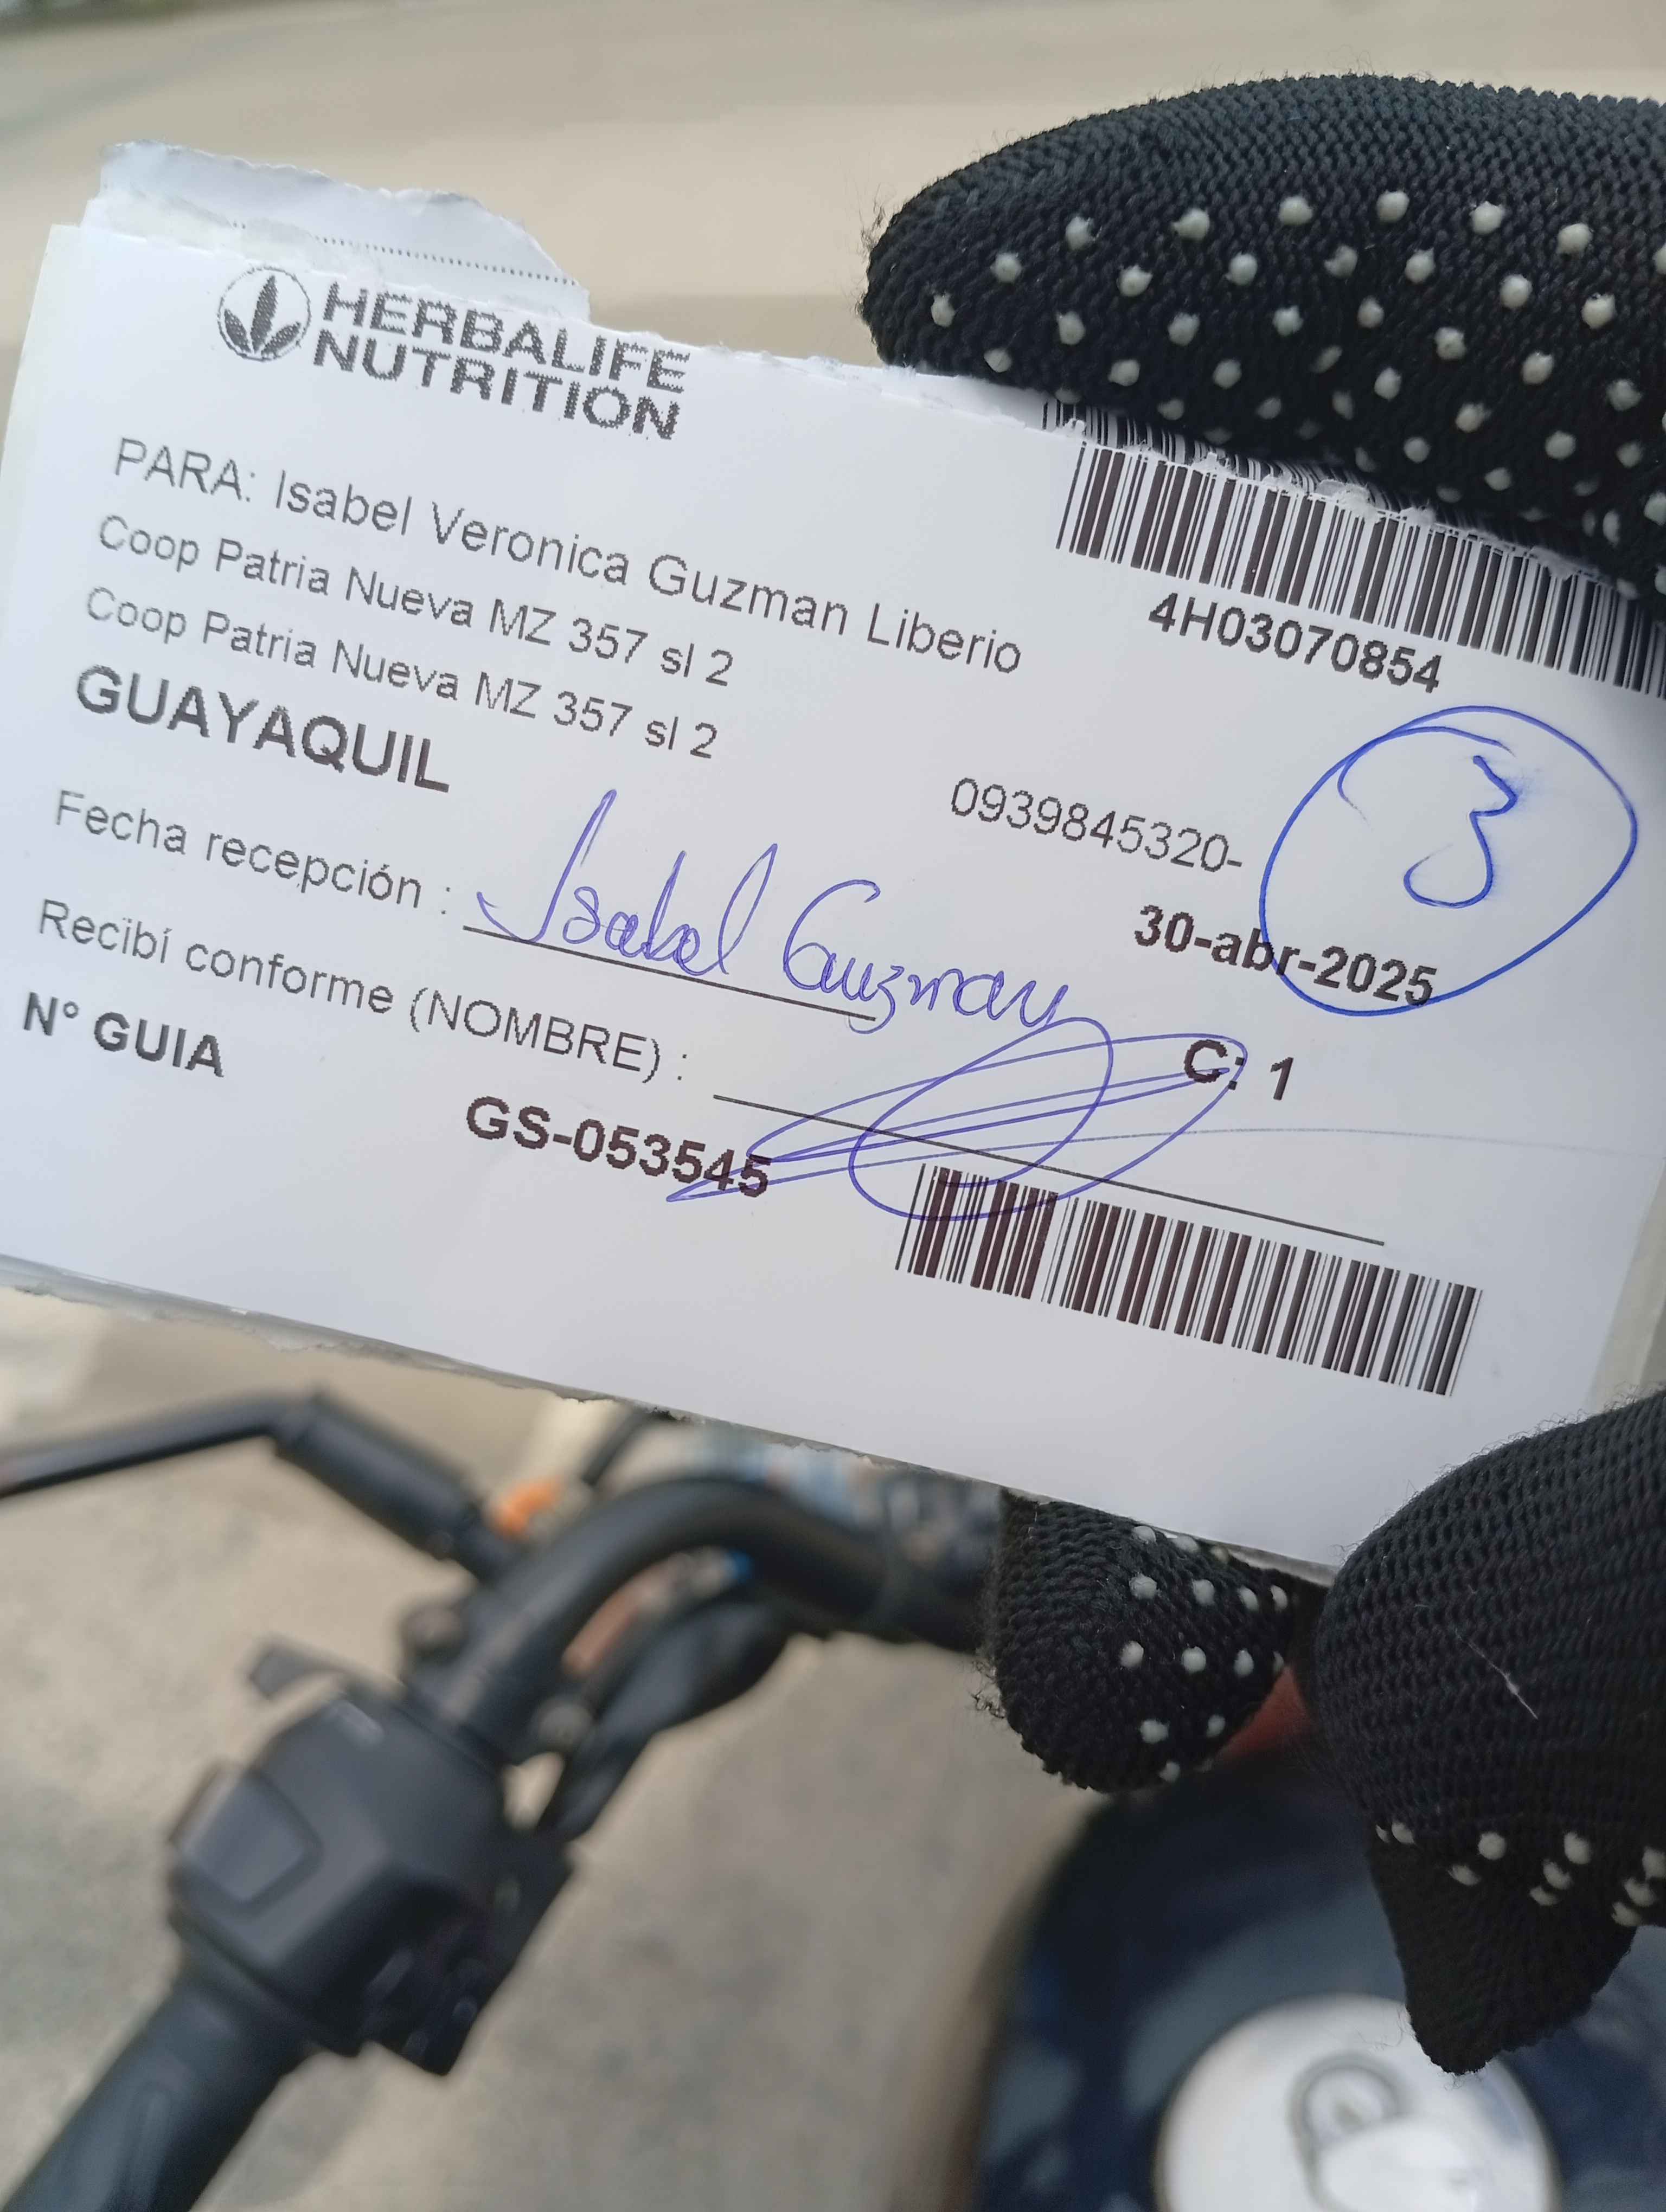 HERBALIFE
NUTRITION
4H03070854
PARA: Isabel Veronica Guzman Liberio
Coop Patria Nueva MZ 357 sl 2
Coop Patria Nueva MZ 357 sl 2
GUAYAQUIL
0939845320-
3
Fecha recepción : Isabel Guzman
30-abr-2025
Recibí conforme (NOMBRE) :
C: 1
N° GUIA
GS-053545